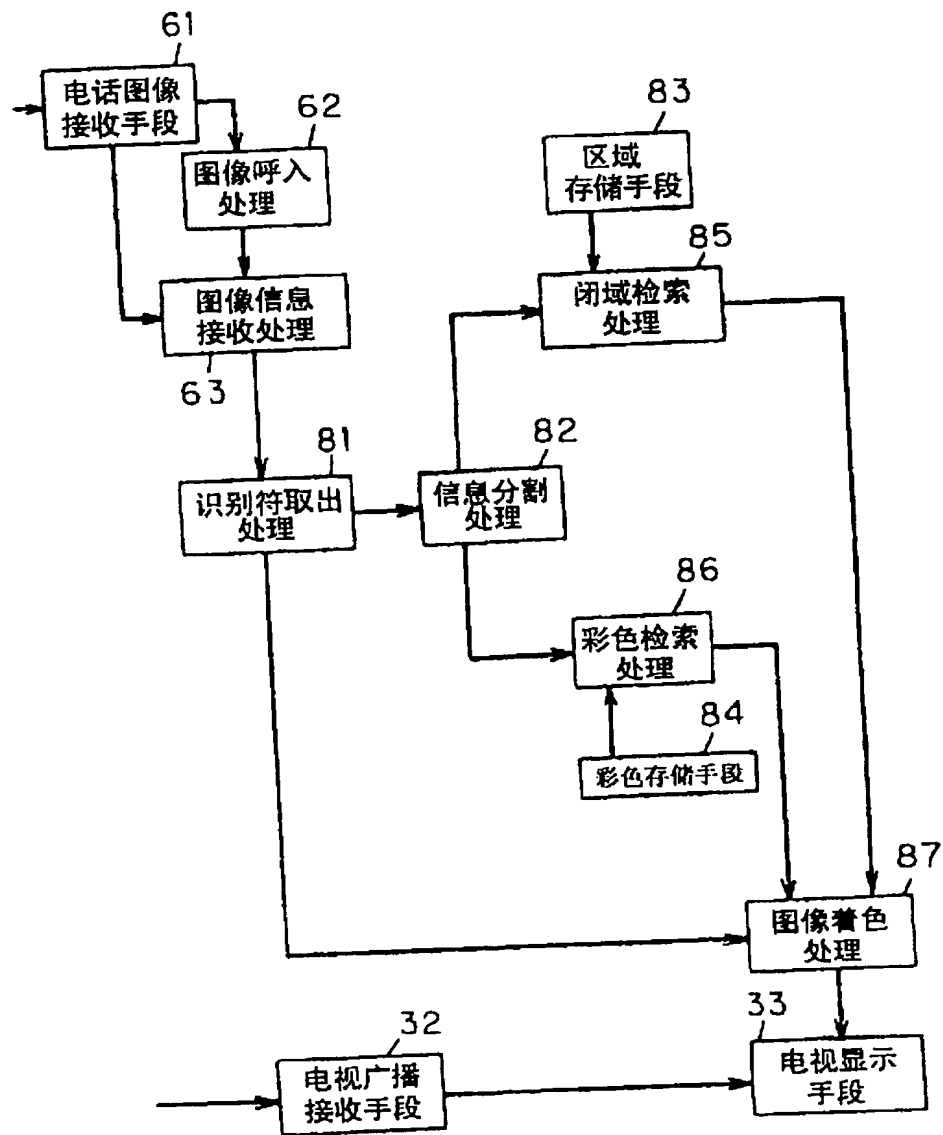 61
电话图像
接收手段
62
图像呼入
处理
83
区域
存储手段
85
闭域检索
处理
图像信息
接收处理
63
81
识别符取出
处理
82
信息分割
处理
86
彩色检索
处理
84
彩色存储手段
87
图像着色
处理
32
电视广播
接收手段
33
电视显示
手段